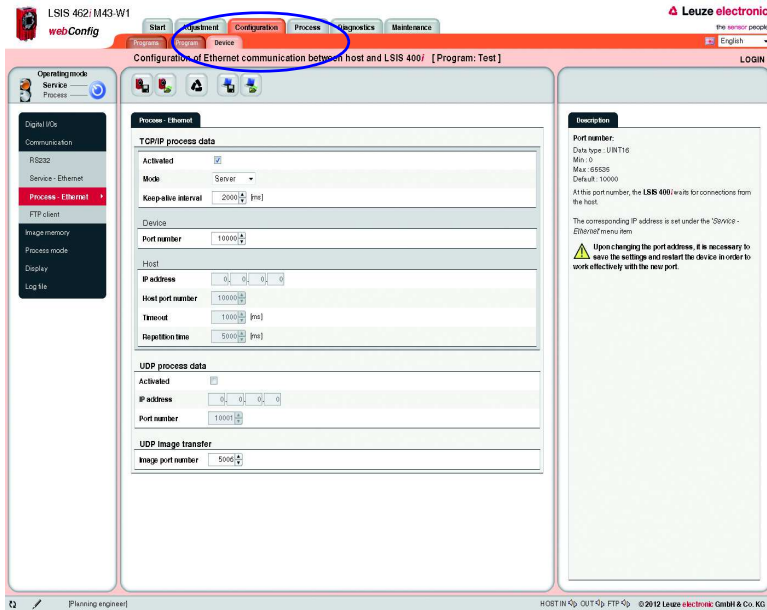 LSIS 462i M43-W1
webConfig
Start Adjustment Configuration Process Diagnostics Maintenance
Programs Program Device
Leuze electronic
the sensor people
English
Configuration of Ethernet communication between host and LSIS 400i [Program: Test]
LOGIN
Operating mode
Service
Process
Digital I/Os
Communication
RS232
Service - Ethernet
Process - Ethernet
FTP client
Image memory
Process mode
Display
Log file
Process - Ethernet
TCP/IP process data
Activated
Mode Server
Keep-alive interval 2000 [ms]
Device
Port number 10000
Host
IP address 0. 0. 0. 0
Host port number 10000
Timeout 1000 [ms]
Repetition time 5000 [ms]
UDP process data
Activated
IP address 0. 0. 0. 0
Port number 10001
UDP Image transfer
Image port number 5006
Description
Port number:
Data type : UINT16
Min : 0
Max : 65535
Default : 10000
At this port number, the LSIS 400i waits for connections from
the host.
The corresponding IP address is set under the 'Service -
Ethernet' menu item
Upon changing the port address, it is necessary to
save the settings and restart the device in order to
work effectively with the new port.
[Planning engineer]
HOST IN OUT FTP © 2012 Leuze electronic GmbH & Co. KG